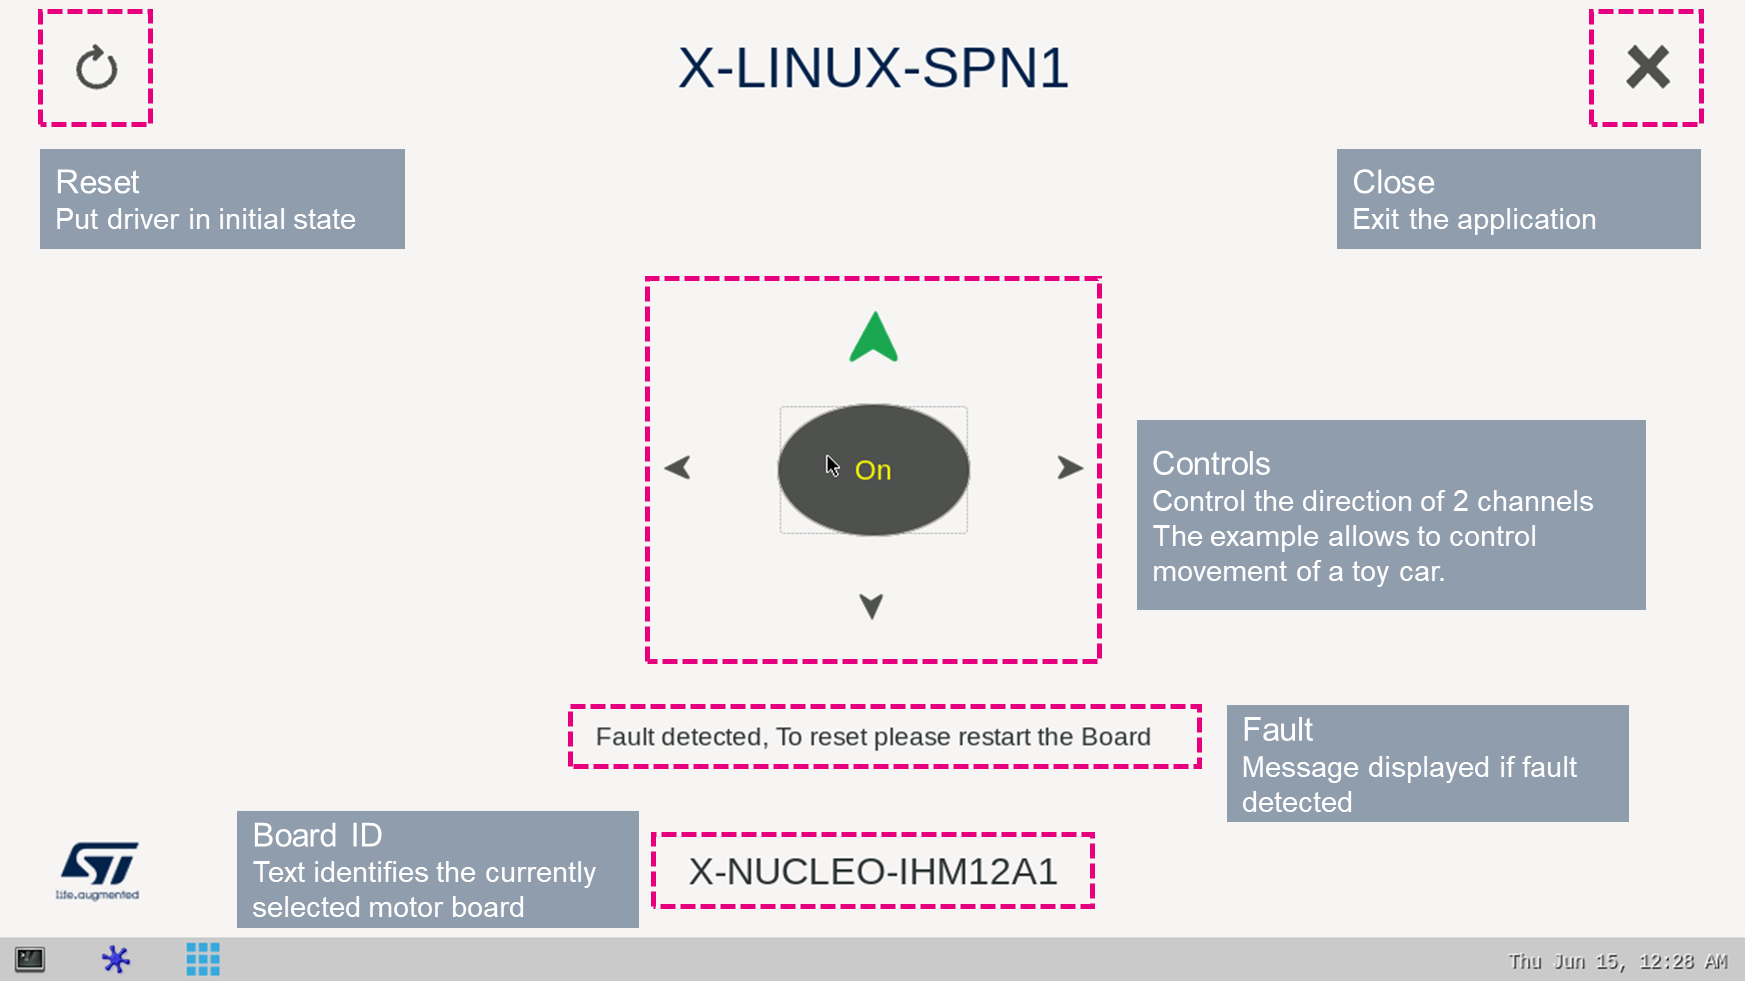 X-LINUX-SPN1
Reset
Put driver in initial state
Close
Exit the application
On
Controls
Control the direction of 2 channels
The example allows to control
movement of a toy car.
Fault detected, To reset please restart the Board
Fault
Message displayed if fault
detected
Board ID
Text identifies the currently
selected motor board
X-NUCLEO-IHM12A1
ST
life.augmented
Thu Jun 15, 12:28 AM